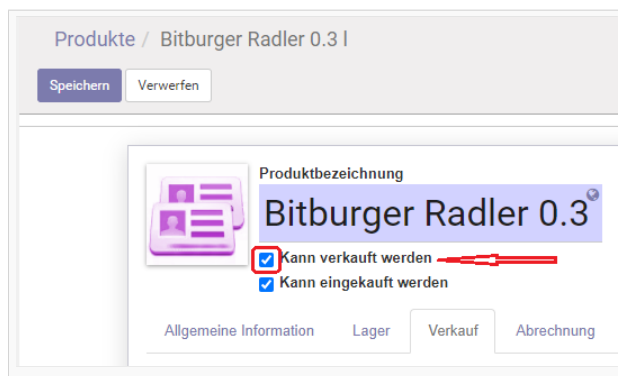 Produkte / Bitburger Radler 0.3 l
Speichern Verwerfen
Produktbezeichnung
Bitburger Radler 0.3
Kann verkauft werden
Kann eingekauft werden
Allgemeine Information Lager Verkauf Abrechnung